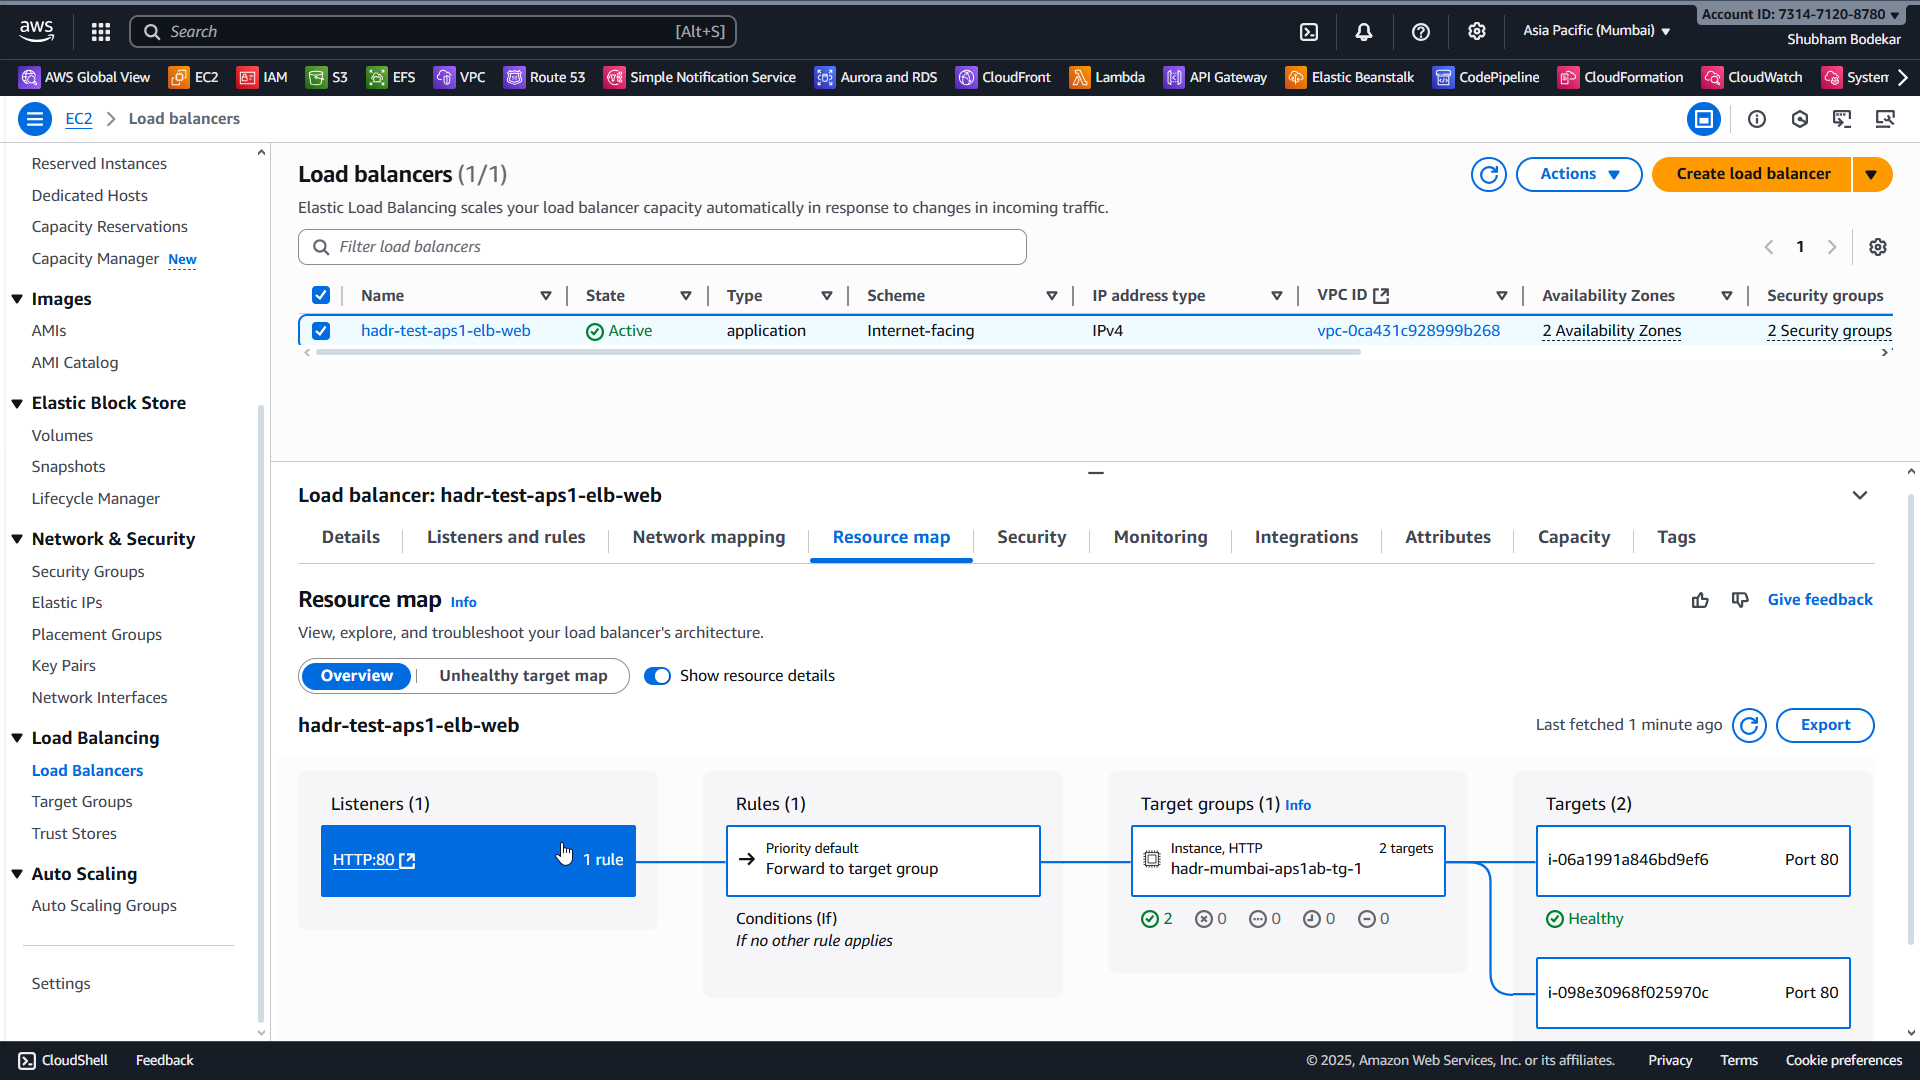 aws
Search
[Alt+S]
Asia Pacific (Mumbai)
Account ID: 7314-7120-8780
Shubham Bodekar
AWS Global View
EC2
IAM
S3
EFS
VPC
Route 53
Simple Notification Service
Aurora and RDS
CloudFront
Lambda
API Gateway
Elastic Beanstalk
CodePipeline
CloudFormation
CloudWatch
System
EC2
Load balancers
Reserved Instances
Dedicated Hosts
Capacity Reservations
Capacity Manager New
Images
AMIs
AMI Catalog
Elastic Block Store
Volumes
Snapshots
Lifecycle Manager
Network & Security
Security Groups
Elastic IPs
Placement Groups
Key Pairs
Network Interfaces
Load Balancing
Load Balancers
Target Groups
Trust Stores
Auto Scaling
Auto Scaling Groups
Settings
Load balancers (1/1)
Actions
Create load balancer
Elastic Load Balancing scales your load balancer capacity automatically in response to changes in incoming traffic.
Filter load balancers
1
Name
State
Type
Scheme
IP address type
VPC ID
Availability Zones
Security groups
hadr-test-aps1-elb-web
Active
application
Internet-facing
IPv4
vpc-0ca431c928999b268
2 Availability Zones
2 Security groups
Load balancer: hadr-test-aps1-elb-web
Details
Listeners and rules
Network mapping
Resource map
Security
Monitoring
Integrations
Attributes
Capacity
Tags
Resource map Info
Give feedback
View, explore, and troubleshoot your load balancer's architecture.
Overview
Unhealthy target map
Show resource details
hadr-test-aps1-elb-web
Last fetched 1 minute ago
Export
Listeners (1)
HTTP:80
1 rule
Rules (1)
Priority default
Forward to target group
Conditions (If)
If no other rule applies
Target groups (1) Info
Instance, HTTP
2 targets
hadr-mumbai-aps1ab-tg-1
2
0
0
0
0
Targets (2)
i-06a1991a846bd9ef6
Port 80
Healthy
i-098e30968f025970c
Port 80
CloudShell
Feedback
© 2025, Amazon Web Services, Inc. or its affiliates.
Privacy
Terms
Cookie preferences